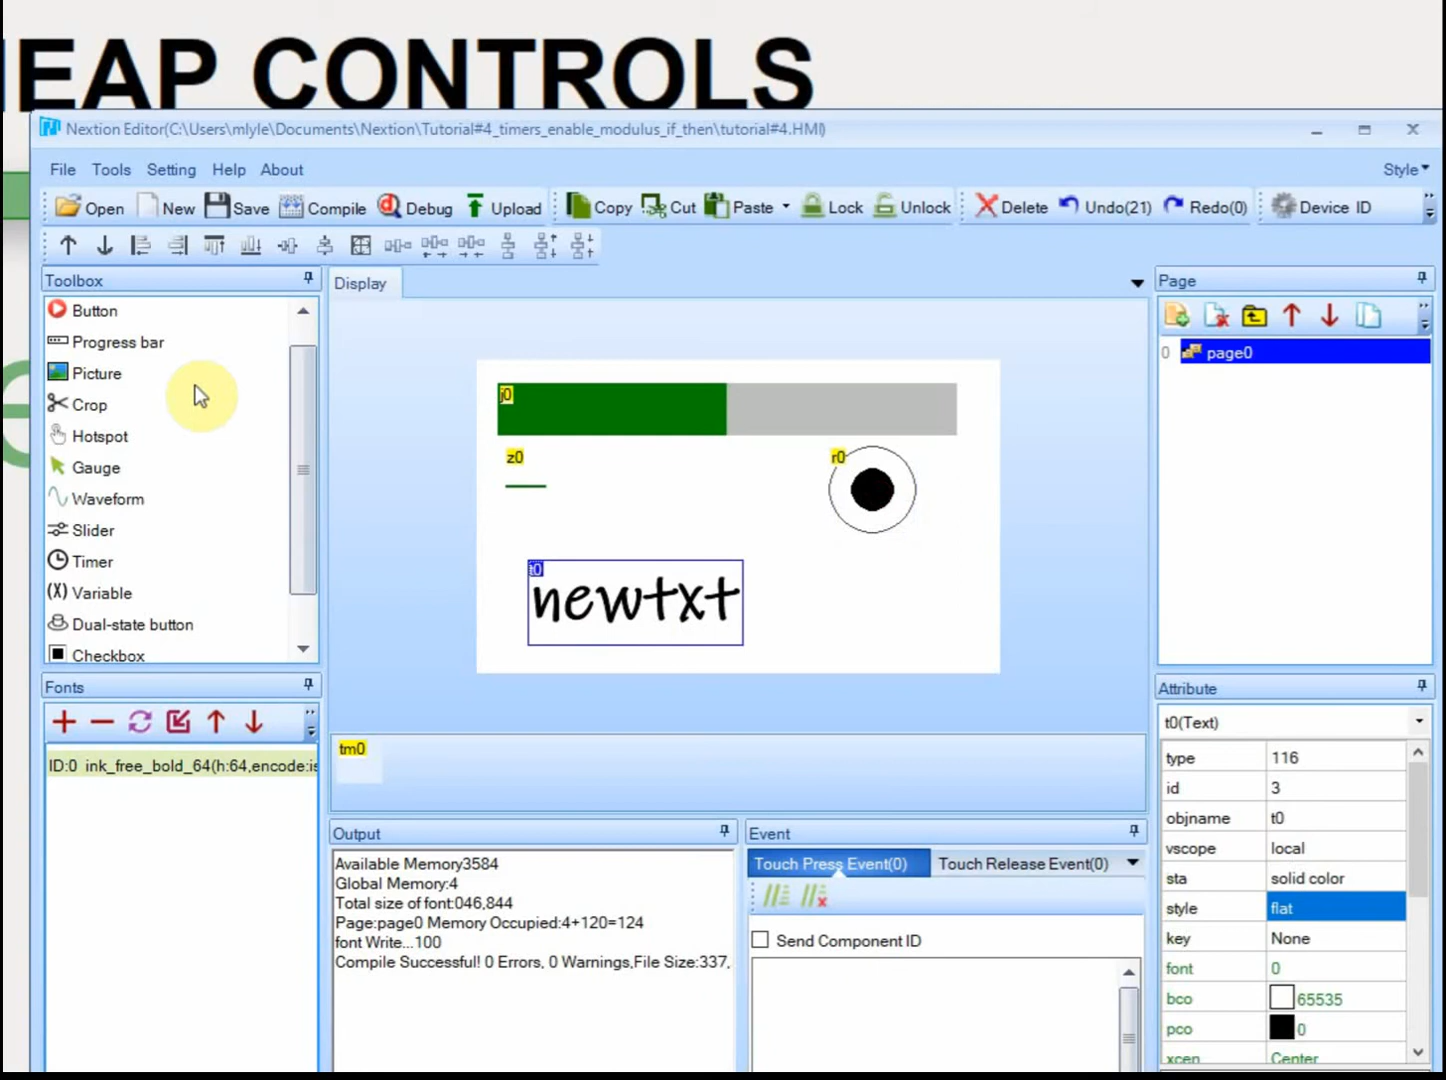 HEAP CONTROLS
Nextion Editor(C:\Users\mlyle\Documents\Nextion\Tutorial#4_timers_enable_modulus_if_then\tutorial#4.HMI)
File Tools Setting Help About Style
Open New Save Compile Debug Upload Copy Cut Paste Lock Unlock Delete Undo(21) Redo(0) Device ID
Toolbox
Button
Progress bar
Picture
Crop
Hotspot
Gauge
Waveform
Slider
Timer
(X) Variable
Dual-state button
Checkbox
Fonts
ID:0 ink_free_bold_64(h:64,encode:is
Display
j0
z0
r0
t0
newtxt
tm0
Output
Available Memory3584
Global Memory:4
Total size of font:046,844
Page:page0 Memory Occupied:4+120=124
font Write...100
Compile Successful! 0 Errors, 0 Warnings,File Size:337,
Event
Touch Press Event(0) Touch Release Event(0)
Send Component ID
Page
0 page0
Attribute
t0(Text)
type 116
id 3
objname t0
vscope local
sta solid color
style flat
key None
font 0
bco 65535
pco 0
xcen Center